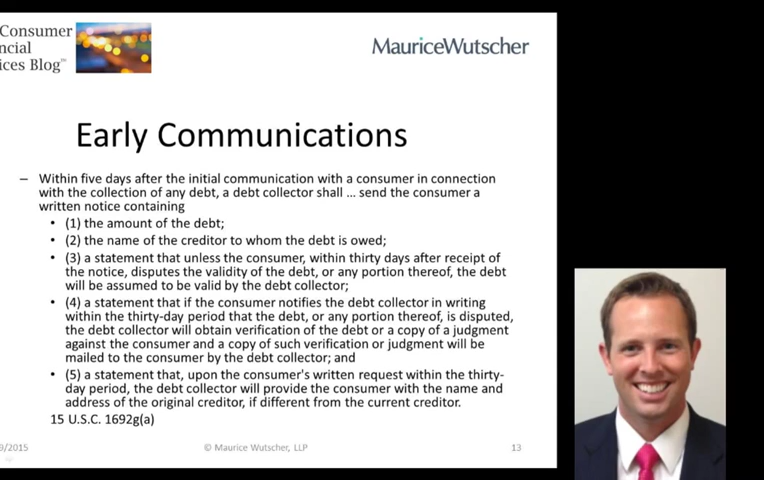 Consumer
ncial
ices Blog™
MauriceWutscher
Early Communications
– Within five days after the initial communication with a consumer in connection
with the collection of any debt, a debt collector shall ... send the consumer a
written notice containing
• (1) the amount of the debt;
• (2) the name of the creditor to whom the debt is owed;
• (3) a statement that unless the consumer, within thirty days after receipt of
the notice, disputes the validity of the debt, or any portion thereof, the debt
will be assumed to be valid by the debt collector;
• (4) a statement that if the consumer notifies the debt collector in writing
within the thirty-day period that the debt, or any portion thereof, is disputed,
the debt collector will obtain verification of the debt or a copy of a judgment
against the consumer and a copy of such verification or judgment will be
mailed to the consumer by the debt collector; and
• (5) a statement that, upon the consumer's written request within the thirty-
day period, the debt collector will provide the consumer with the name and
address of the original creditor, if different from the current creditor.
15 U.S.C. 1692g(a)
9/2015 © Maurice Wutscher, LLP 13